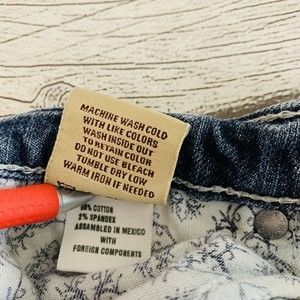 MACHINE WASH COLD
WITH LIKE COLORS
WASH INSIDE OUT
TO RETAIN COLOR
DO NOT USE BLEACH
TUMBLE DRY LOW
WARM IRON IF NEEDED
COTTON
2% SPANDEX
ASSEMBLED IN MEXICO
WITH
FOREIGN COMPONENTS